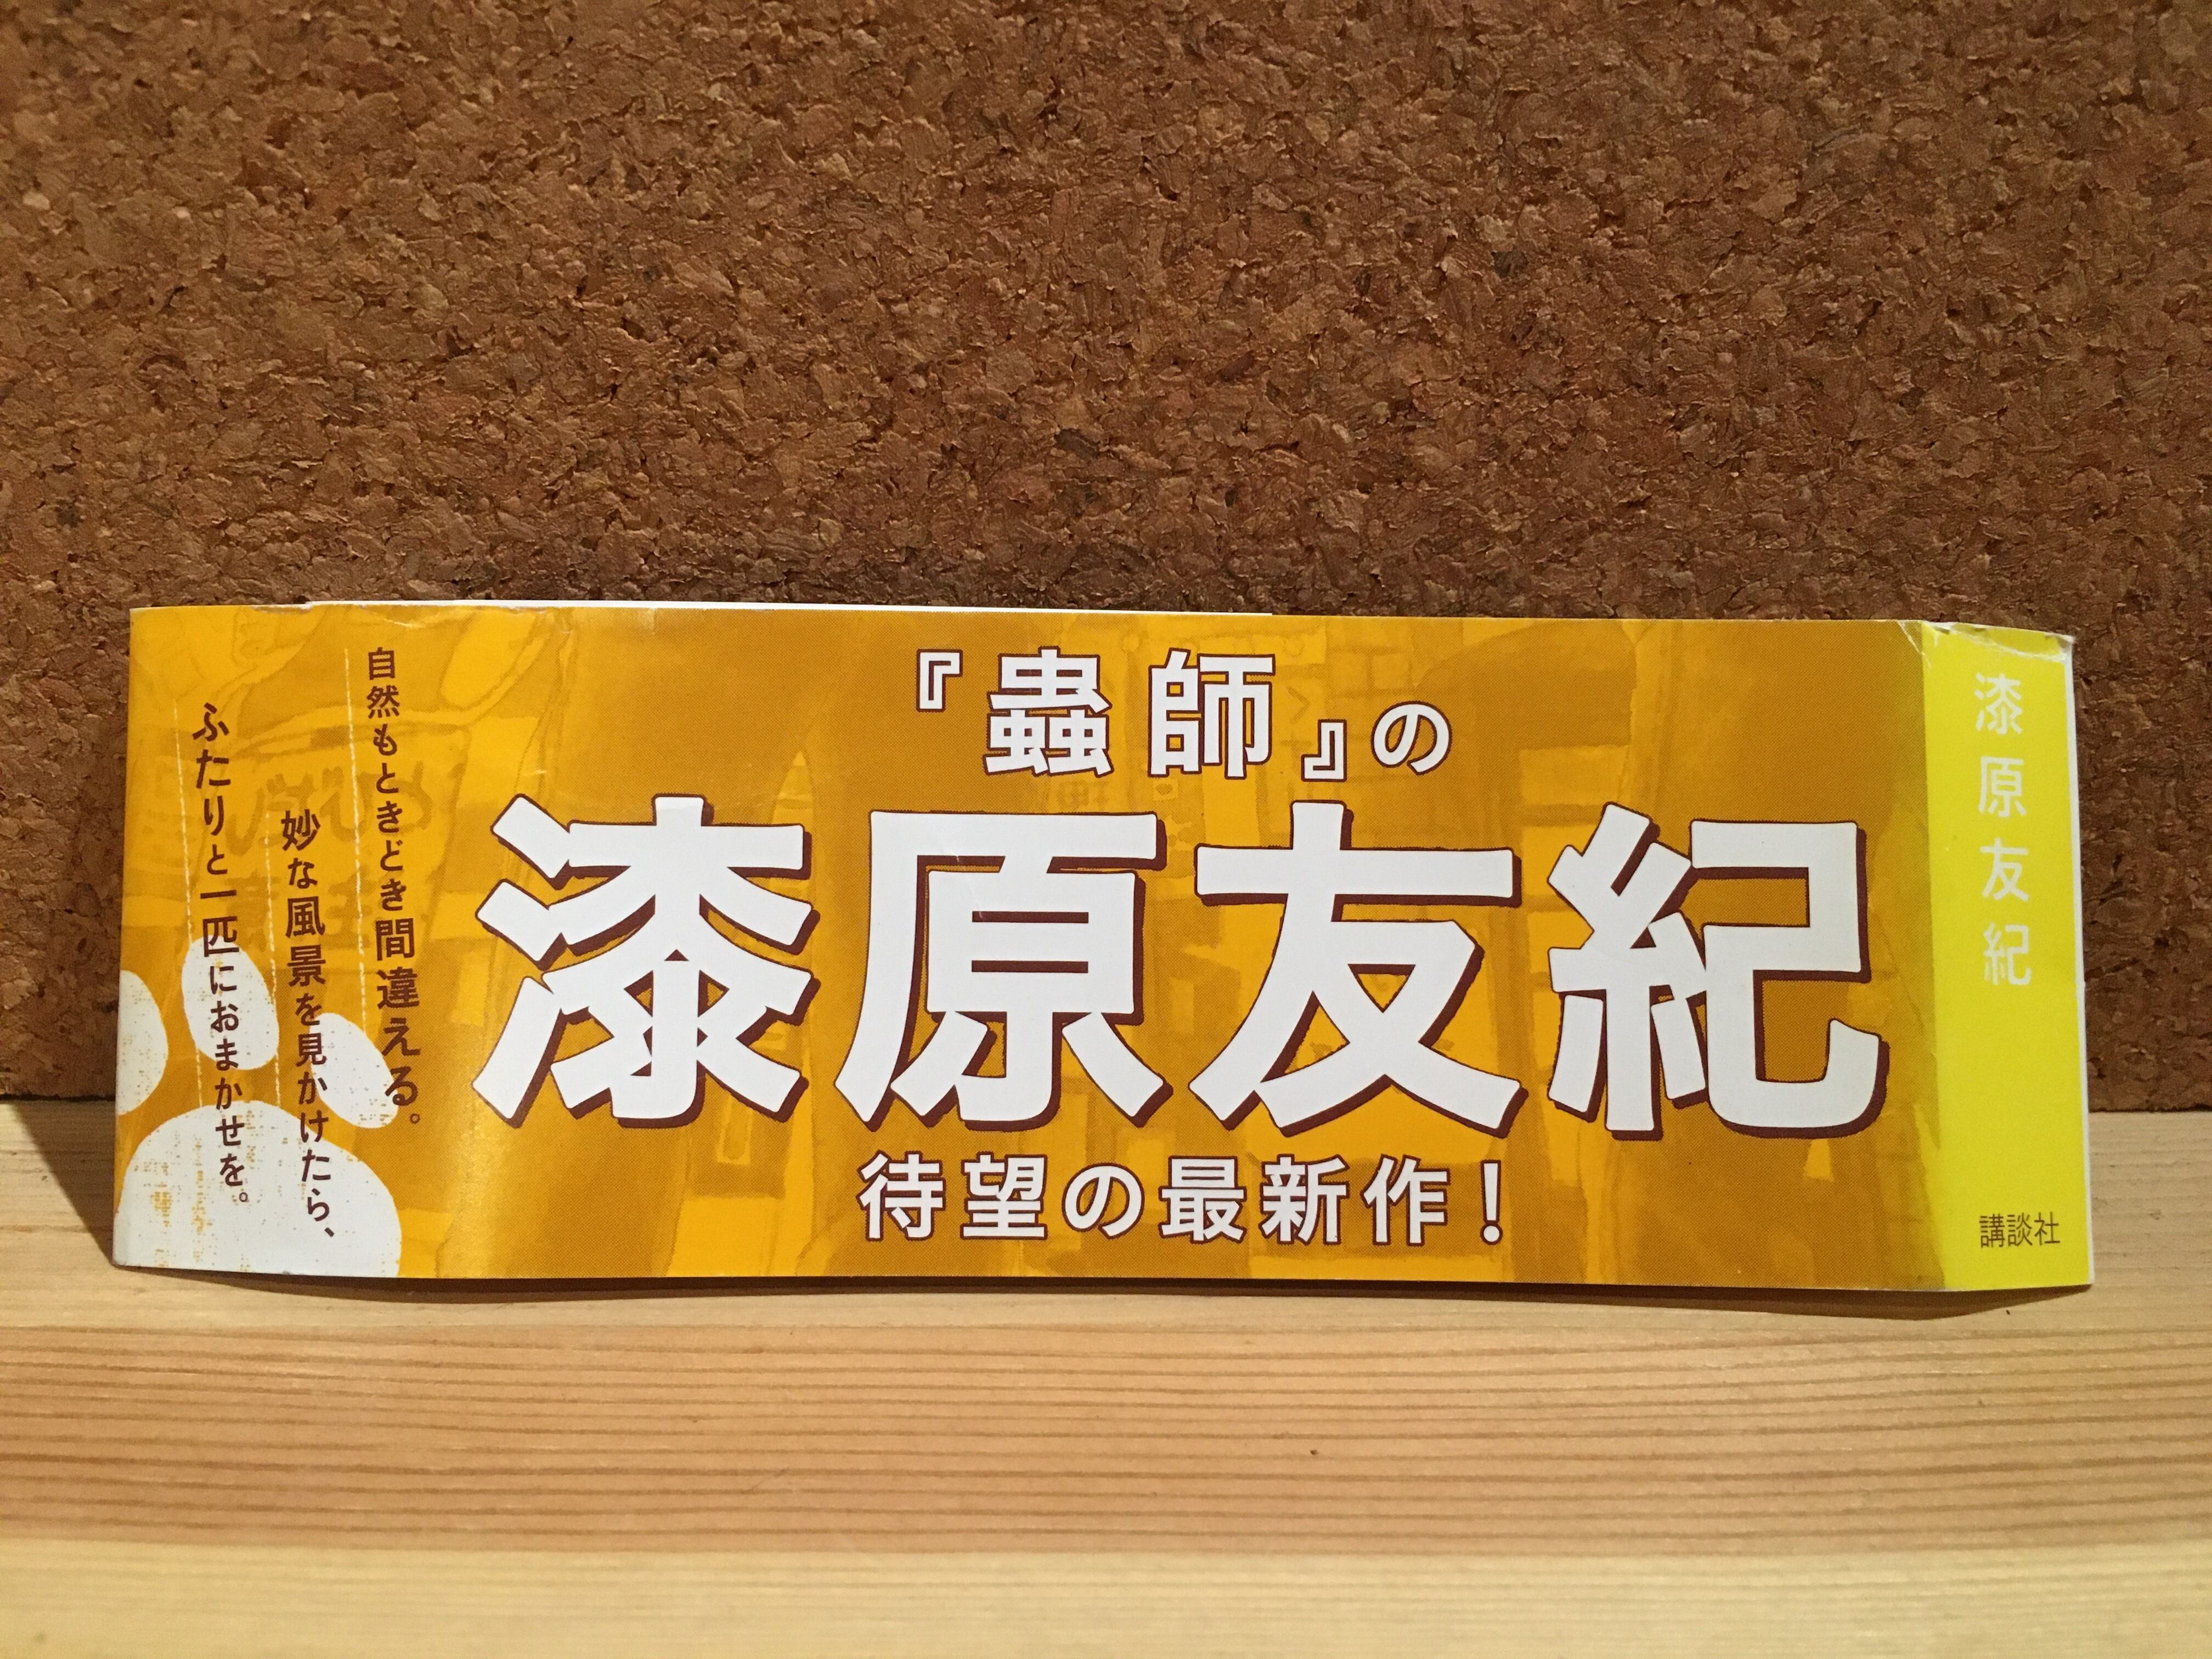 『蟲師』の
漆原友紀
待望の最新作!
自然もときどき間違える。
妙な風景を見かけたら、
ふたりと一匹におまかせを。
漆原友紀
講談社